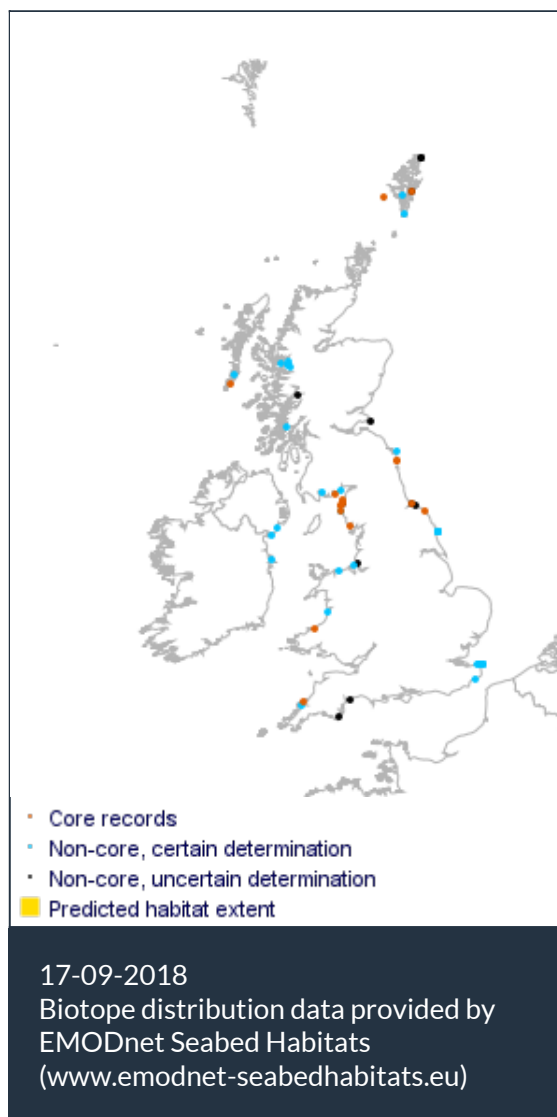 Core records
Non-core, certain determination
Non-core, uncertain determination
Predicted habitat extent
17-09-2018
Biotope distribution data provided by
EMODnet Seabed Habitats
(www.emodnet-seabedhabitats.eu)